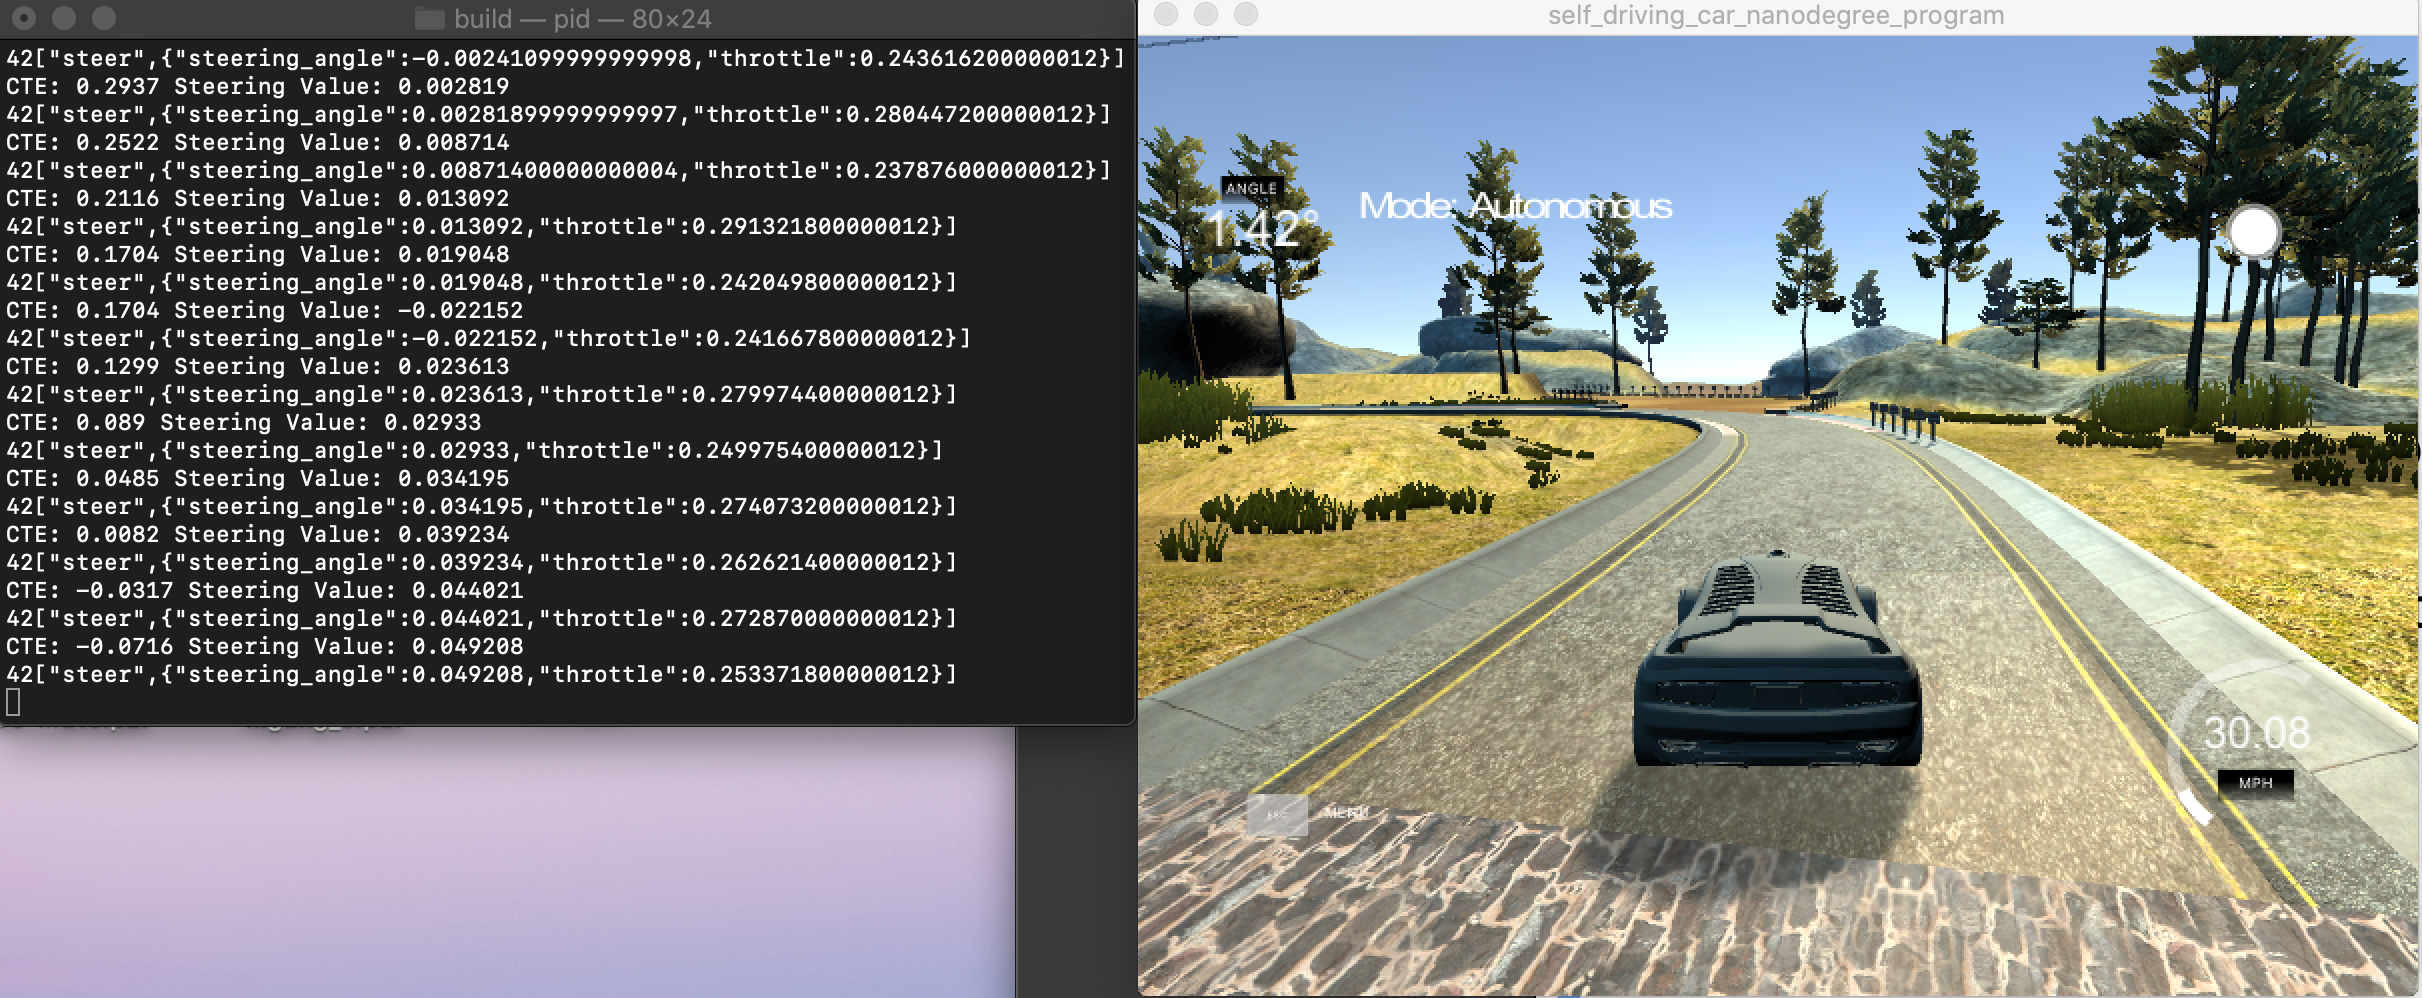 build — pid — 80×24
42["steer",{"steering_angle":-0.00241099999999998,"throttle":0.243616200000012}]
CTE: 0.2937 Steering Value: 0.002819
42["steer",{"steering_angle":0.00281899999999997,"throttle":0.280447200000012}]
CTE: 0.2522 Steering Value: 0.008714
42["steer",{"steering_angle":0.00871400000000004,"throttle":0.237876000000012}]
CTE: 0.2116 Steering Value: 0.013092
42["steer",{"steering_angle":0.013092,"throttle":0.291321800000012}]
CTE: 0.1704 Steering Value: 0.019048
42["steer",{"steering_angle":0.019048,"throttle":0.242049800000012}]
CTE: 0.1704 Steering Value: -0.022152
42["steer",{"steering_angle":-0.022152,"throttle":0.241667800000012}]
CTE: 0.1299 Steering Value: 0.023613
42["steer",{"steering_angle":0.023613,"throttle":0.279974400000012}]
CTE: 0.089 Steering Value: 0.02933
42["steer",{"steering_angle":0.02933,"throttle":0.249975400000012}]
CTE: 0.0485 Steering Value: 0.034195
42["steer",{"steering_angle":0.034195,"throttle":0.274073200000012}]
CTE: 0.0082 Steering Value: 0.039234
42["steer",{"steering_angle":0.039234,"throttle":0.262621400000012}]
CTE: -0.0317 Steering Value: 0.044021
42["steer",{"steering_angle":0.044021,"throttle":0.272870000000012}]
CTE: -0.0716 Steering Value: 0.049208
42["steer",{"steering_angle":0.049208,"throttle":0.253371800000012}]
self_driving_car_nanodegree_program
ANGLE
1.42°
Mode: Autonomous
30.08
MPH
ESC
MENU